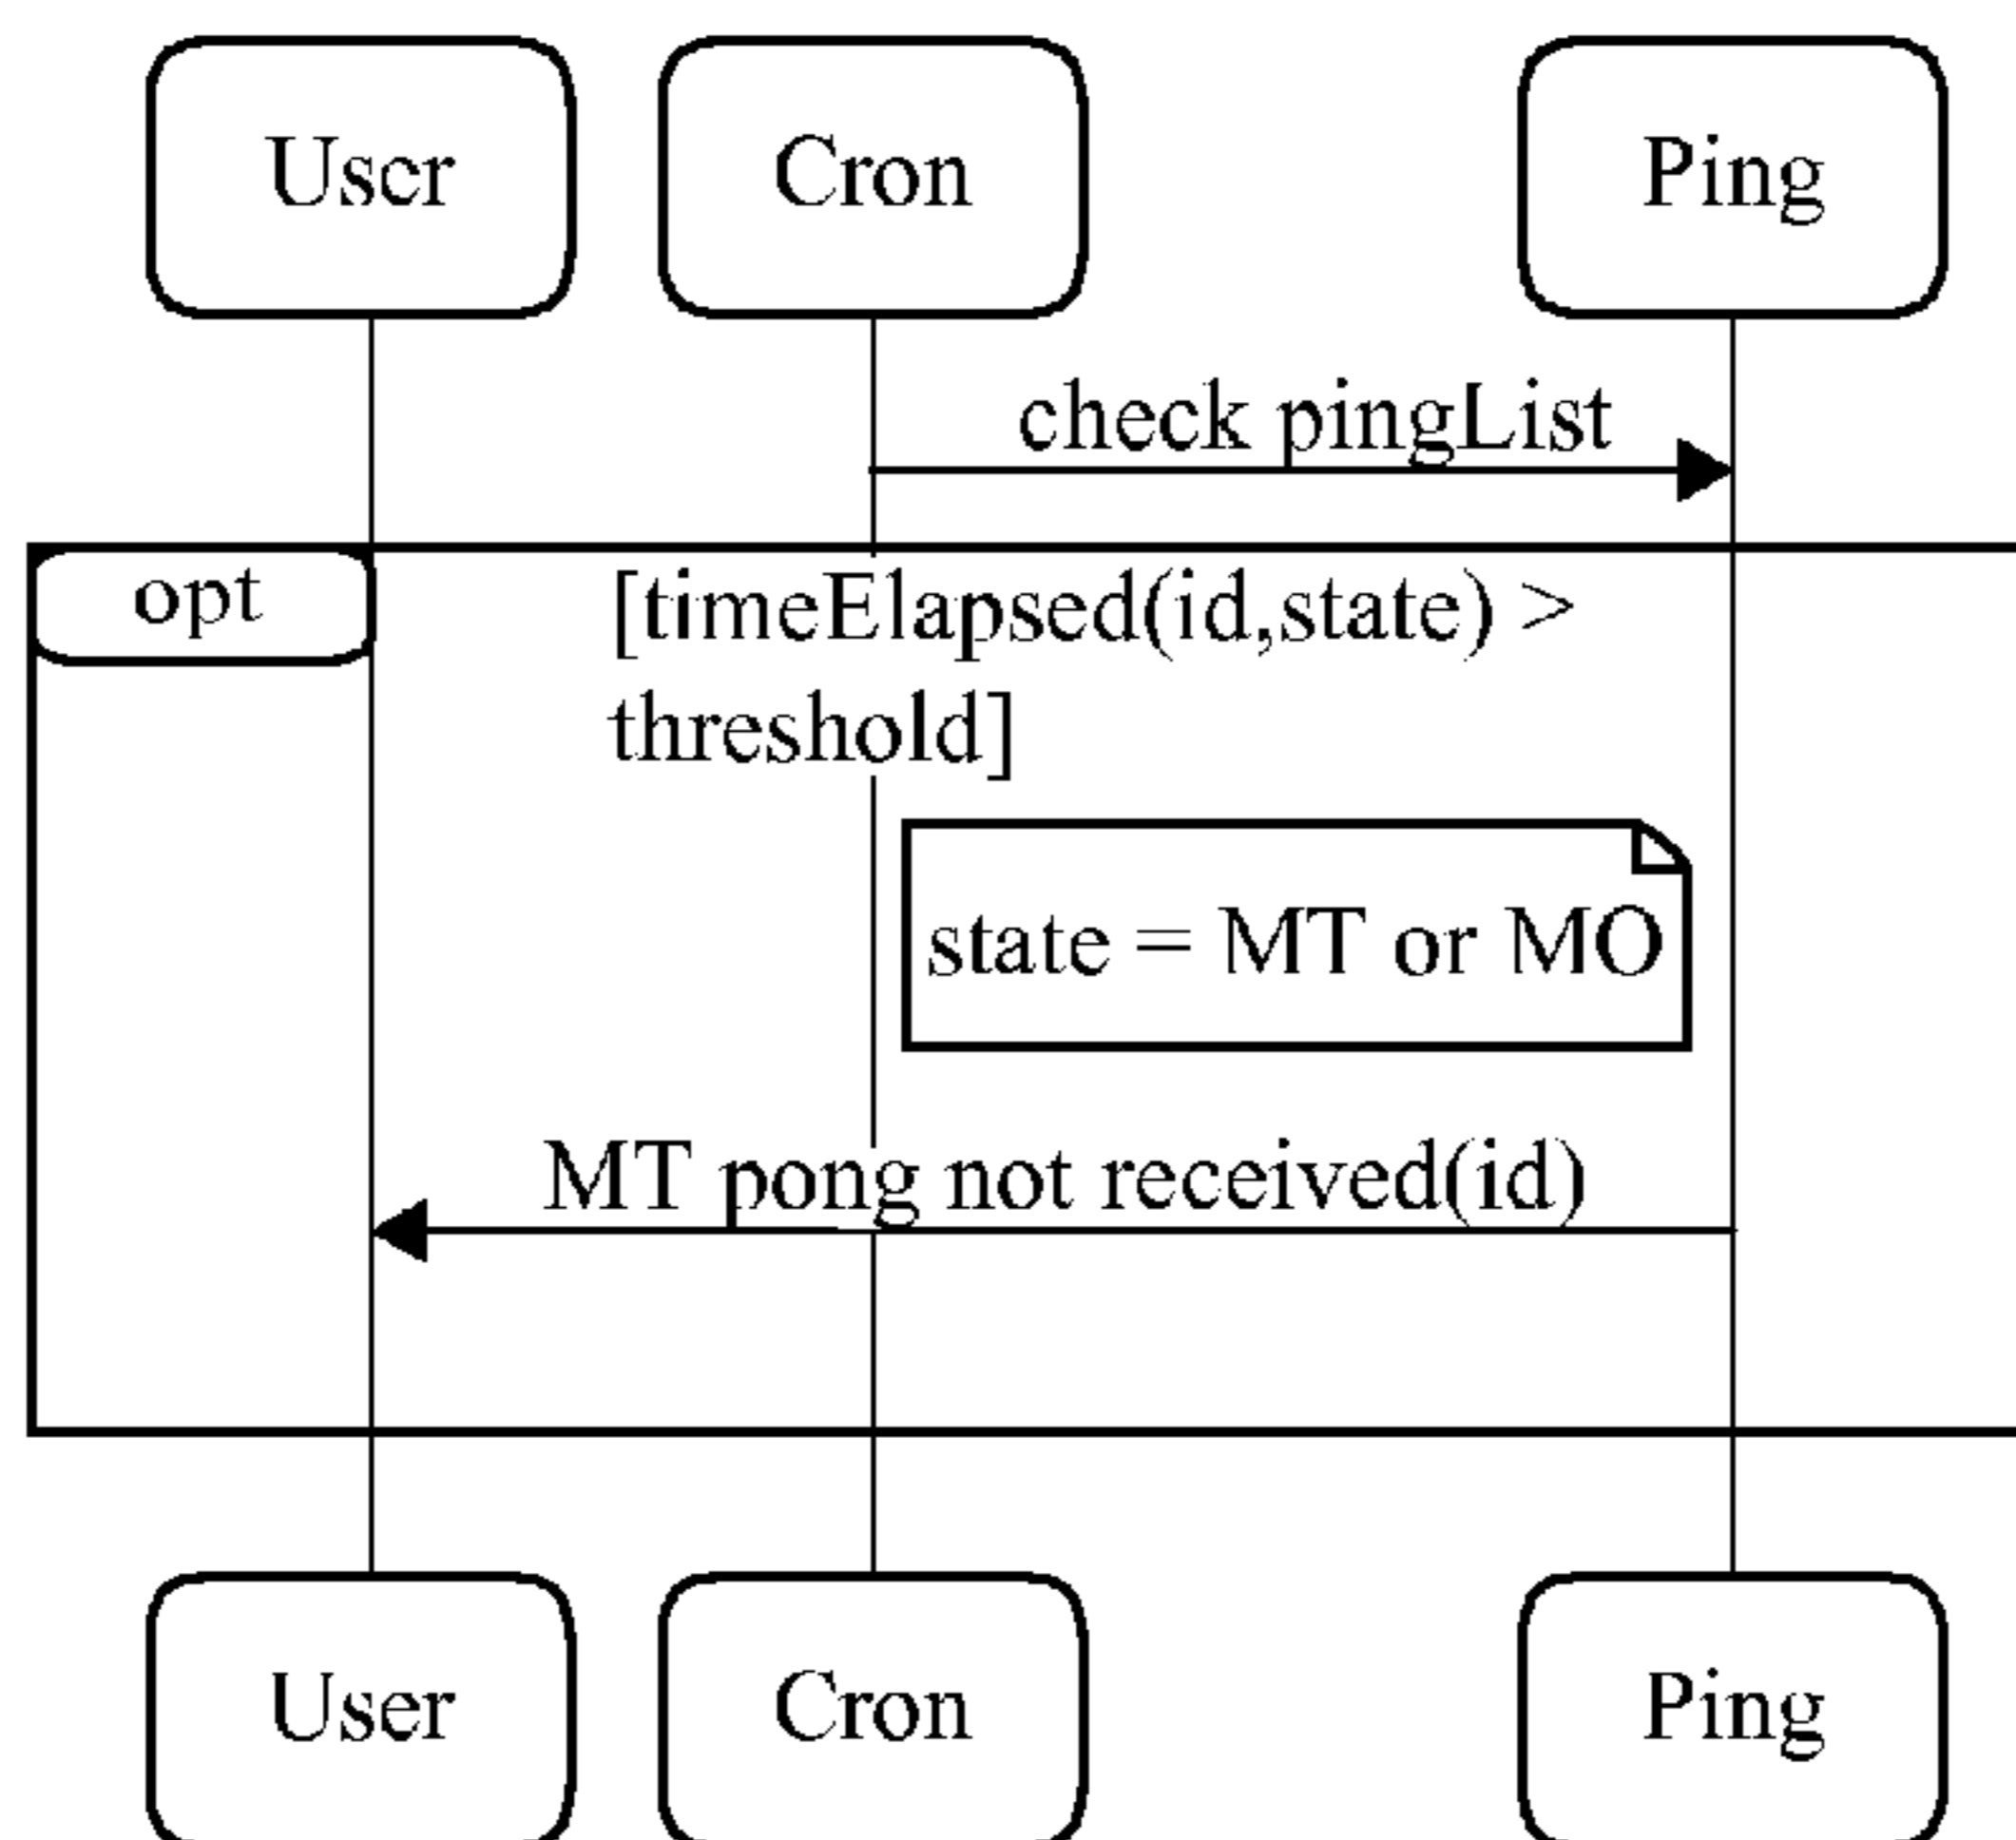 User
Cron
Ping
check pingList
opt
[timeElapsed(id,state) >
threshold]
state = MT or MO
MT pong not received(id)
User
Cron
Ping